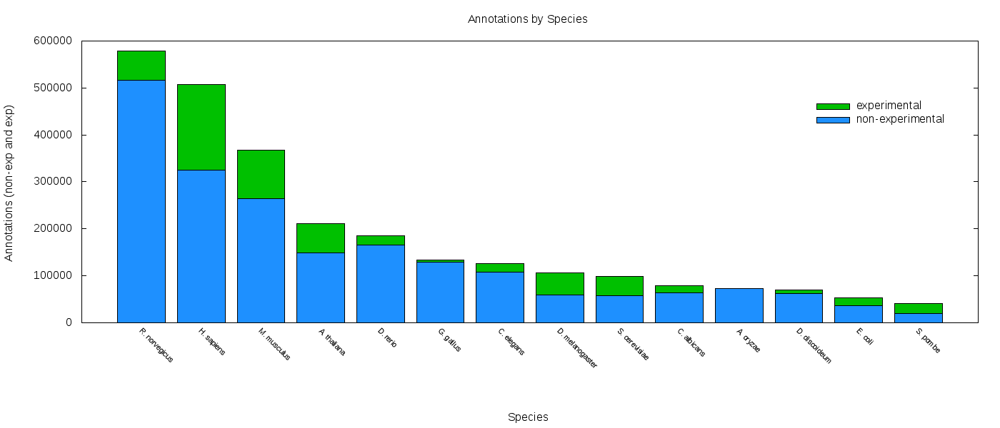 Annotations by Species
600000
500000
400000
300000
200000
100000
0
Annotations (non-exp and exp)
experimental
non-experimental
R. norvegicus
H. sapiens
M. musculus
A. thaliana
D. rerio
G. gallus
C. elegans
D. melanogaster
S. cerevisiae
C. albicans
A. oryzae
D. discoideum
E. coli
S. pombe
Species